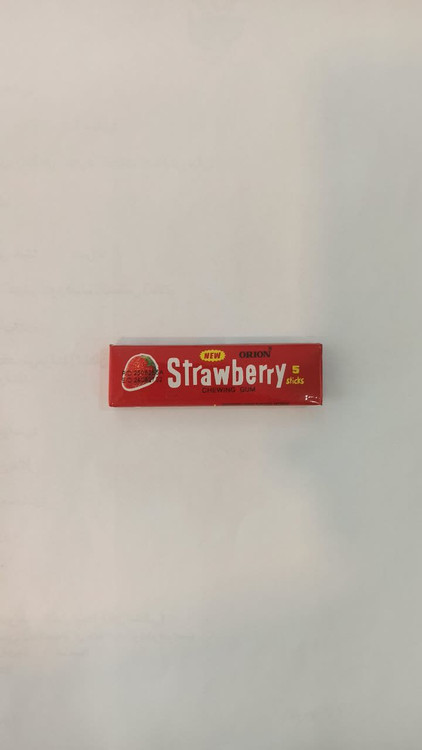 NEW ORION
Strawberry 5
sticks
CHEWING GUM